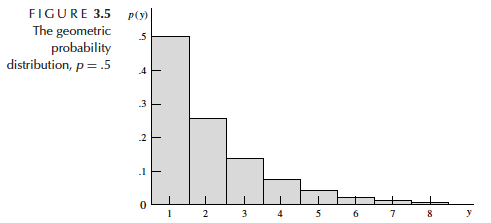 FIGURE 3.5
The geometric
probability
distribution, p = .5
p(y)
.5
.4
.3
.2
.1
0
1 2 3 4 5 6 7 8 y